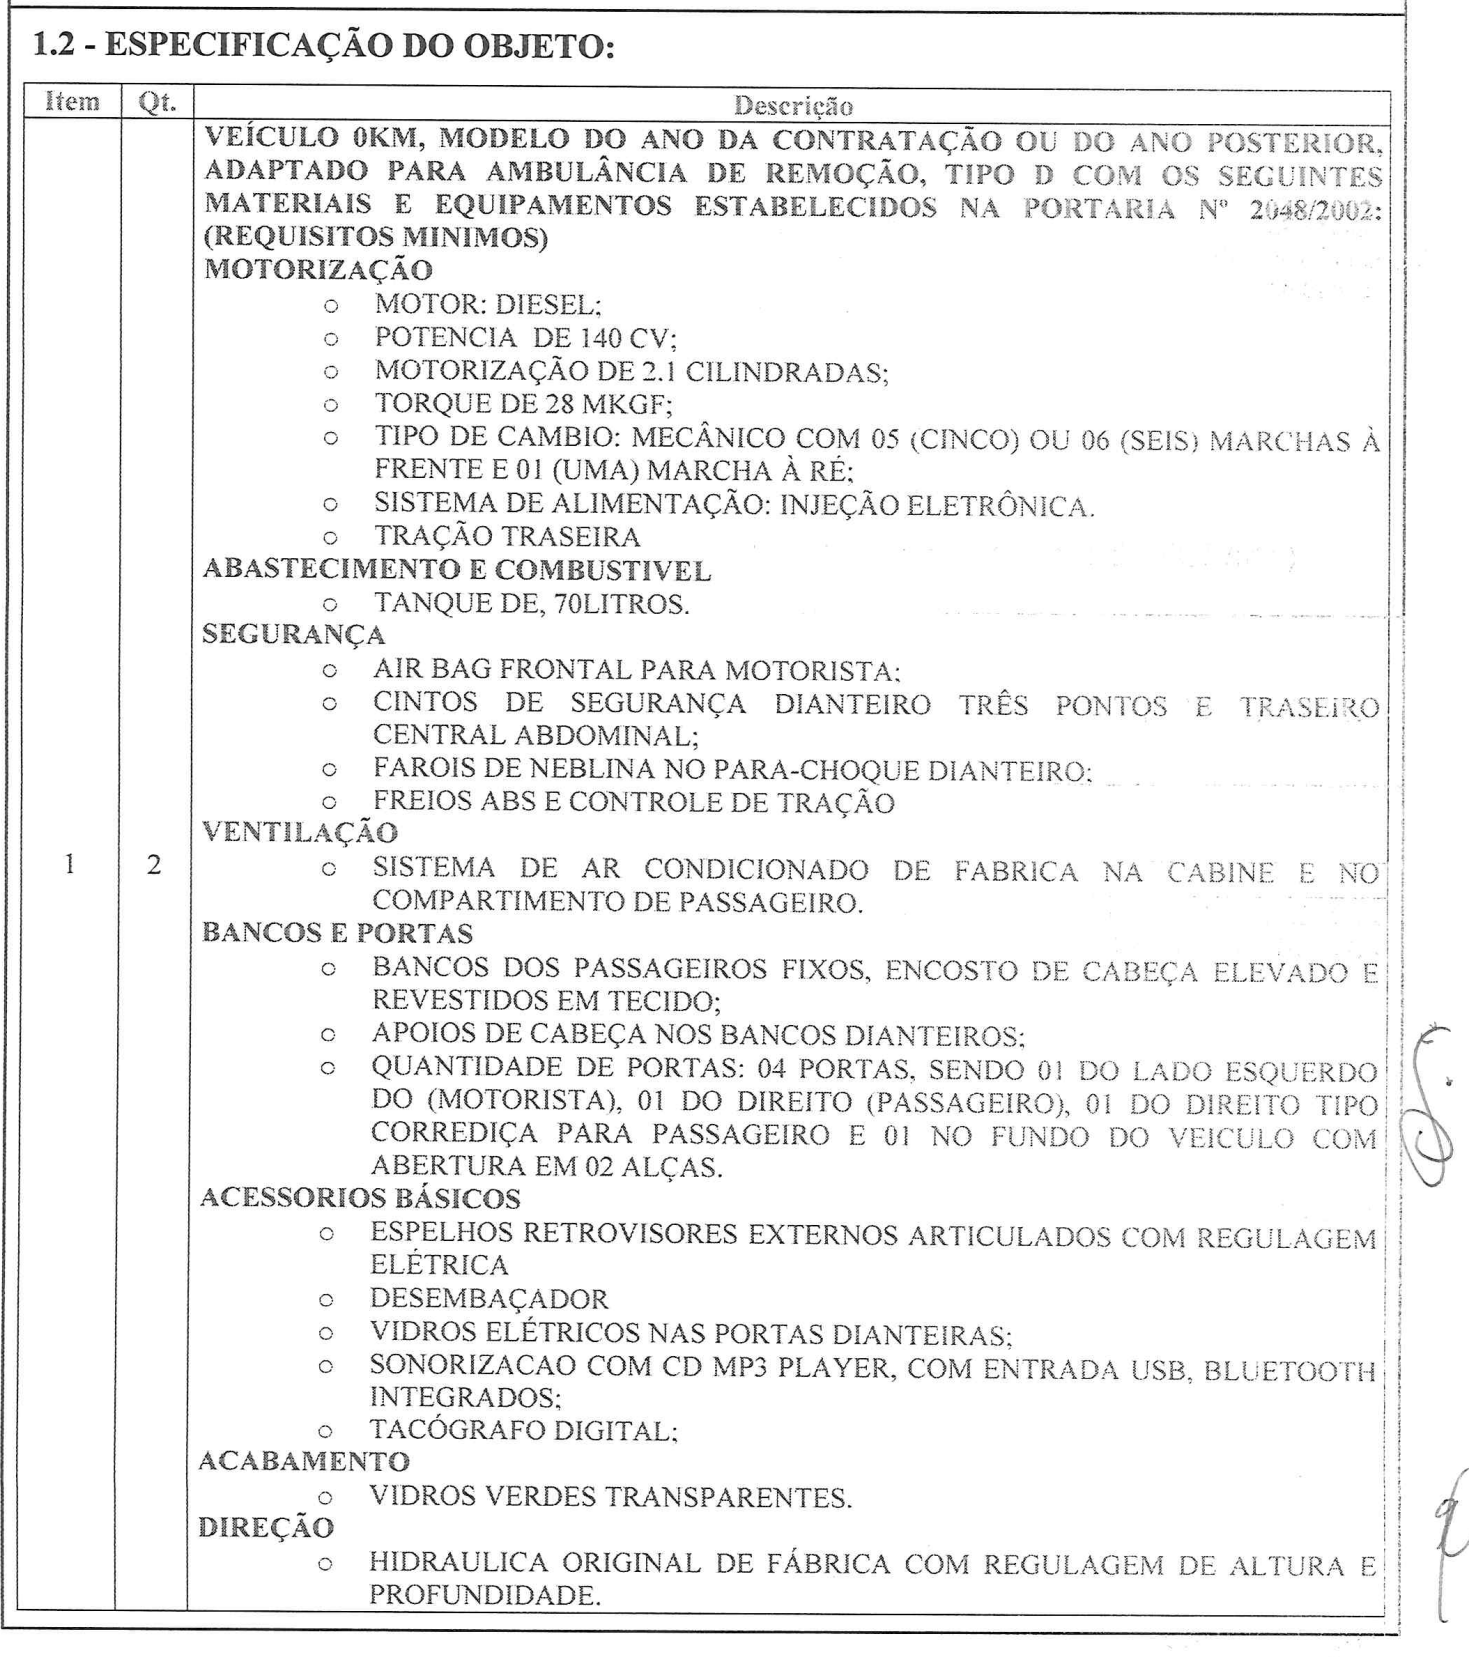 1.2 - ESPECIFICAÇÃO DO OBJETO:
Item Qt. Descrição
VEÍCULO 0KM, MODELO DO ANO DA CONTRATAÇÃO OU DO ANO POSTERIOR,
ADAPTADO PARA AMBULÂNCIA DE REMOÇÃO, TIPO D COM OS SEGUINTES
MATERIAIS E EQUIPAMENTOS ESTABELECIDOS NA PORTARIA Nº 2048/2002:
(REQUISITOS MINIMOS)
MOTORIZAÇÃO
○ MOTOR: DIESEL;
○ POTENCIA DE 140 CV;
○ MOTORIZAÇÃO DE 2.1 CILINDRADAS;
○ TORQUE DE 28 MKGF;
○ TIPO DE CAMBIO: MECÂNICO COM 05 (CINCO) OU 06 (SEIS) MARCHAS À
FRENTE E 01 (UMA) MARCHA À RÉ;
○ SISTEMA DE ALIMENTAÇÃO: INJEÇÃO ELETRÔNICA.
○ TRAÇÃO TRASEIRA
ABASTECIMENTO E COMBUSTIVEL
○ TANQUE DE, 70LITROS.
SEGURANÇA
○ AIR BAG FRONTAL PARA MOTORISTA;
○ CINTOS DE SEGURANÇA DIANTEIRO TRÊS PONTOS E TRASEIRO
CENTRAL ABDOMINAL;
○ FAROIS DE NEBLINA NO PARA-CHOQUE DIANTEIRO;
○ FREIOS ABS E CONTROLE DE TRAÇÃO
VENTILAÇÃO
1 2 ○ SISTEMA DE AR CONDICIONADO DE FABRICA NA CABINE E NO
COMPARTIMENTO DE PASSAGEIRO.
BANCOS E PORTAS
○ BANCOS DOS PASSAGEIROS FIXOS, ENCOSTO DE CABEÇA ELEVADO E
REVESTIDOS EM TECIDO;
○ APOIOS DE CABEÇA NOS BANCOS DIANTEIROS;
○ QUANTIDADE DE PORTAS: 04 PORTAS, SENDO 01 DO LADO ESQUERDO
DO (MOTORISTA), 01 DO DIREITO (PASSAGEIRO), 01 DO DIREITO TIPO
CORREDIÇA PARA PASSAGEIRO E 01 NO FUNDO DO VEICULO COM
ABERTURA EM 02 ALÇAS.
ACESSORIOS BÁSICOS
○ ESPELHOS RETROVISORES EXTERNOS ARTICULADOS COM REGULAGEM
ELÉTRICA
○ DESEMBAÇADOR
○ VIDROS ELÉTRICOS NAS PORTAS DIANTEIRAS;
○ SONORIZACAO COM CD MP3 PLAYER, COM ENTRADA USB, BLUETOOTH
INTEGRADOS;
○ TACÓGRAFO DIGITAL;
ACABAMENTO
○ VIDROS VERDES TRANSPARENTES.
DIREÇÃO
○ HIDRAULICA ORIGINAL DE FÁBRICA COM REGULAGEM DE ALTURA E
PROFUNDIDADE.